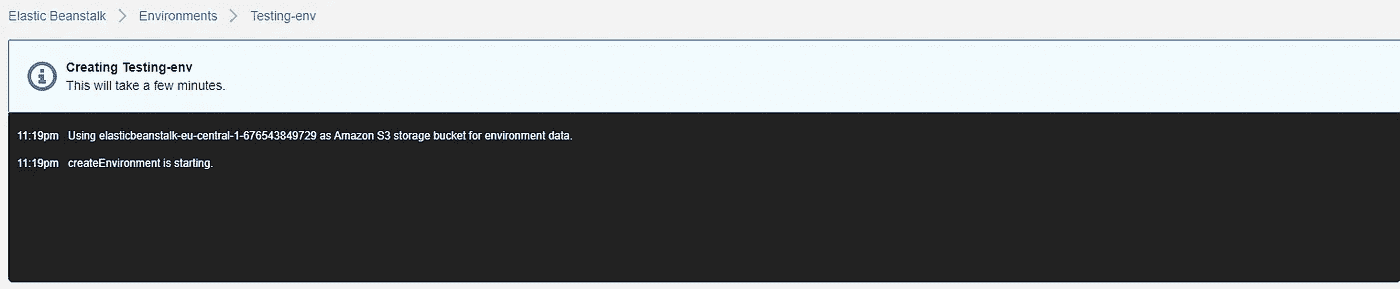 Elastic Beanstalk > Environments > Testing-env
Creating Testing-env
This will take a few minutes.
11:19pm Using elasticbeanstalk-eu-central-1-676543849729 as Amazon S3 storage bucket for environment data.
11:19pm createEnvironment is starting.